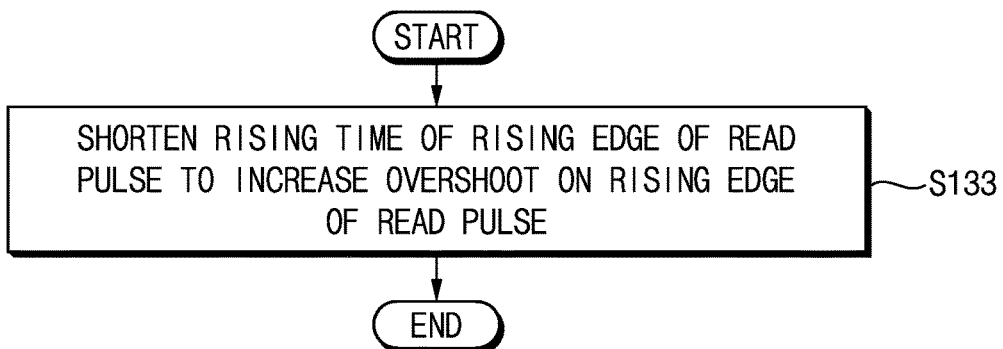 START
SHORTEN RISING TIME OF RISING EDGE OF READ
PULSE TO INCREASE OVERSHOOT ON RISING EDGE
OF READ PULSE
S133
END